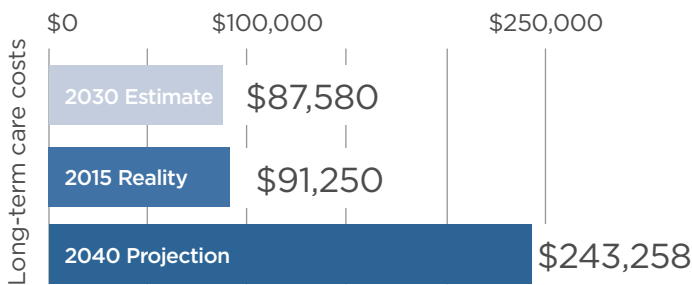 $0 $100,000 $250,000
Long-term care costs
2030 Estimate $87,580
2015 Reality $91,250
2040 Projection $243,258